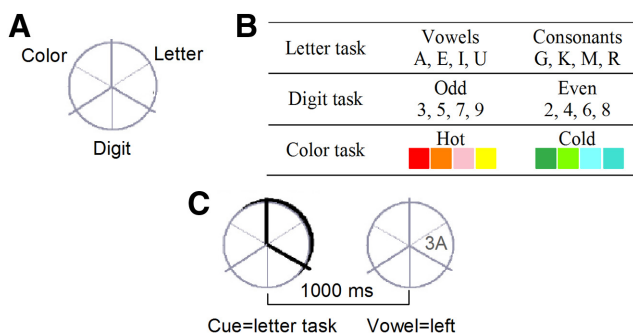 A
Color
Letter
Digit
B
Letter task
Vowels
A, E, I, U
Consonants
G, K, M, R
Digit task
Odd
3, 5, 7, 9
Even
2, 4, 6, 8
Color task
Hot
Cold
C
3A
1000 ms
Cue=letter task
Vowel=left